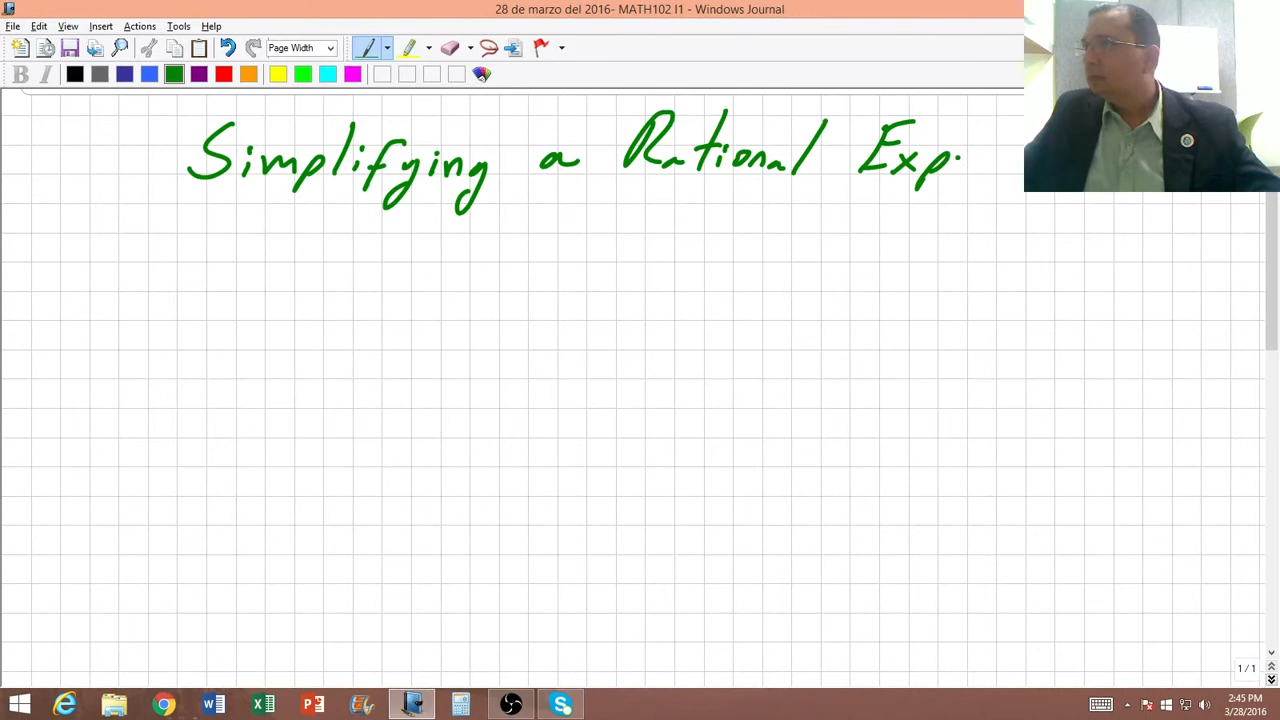 28 de marzo del 2016- MATH102 I1 - Windows Journal
File Edit View Insert Actions Tools Help
Page Width
B I
Simplifying a Rational Exp.
1 / 1
2:45 PM
3/28/2016